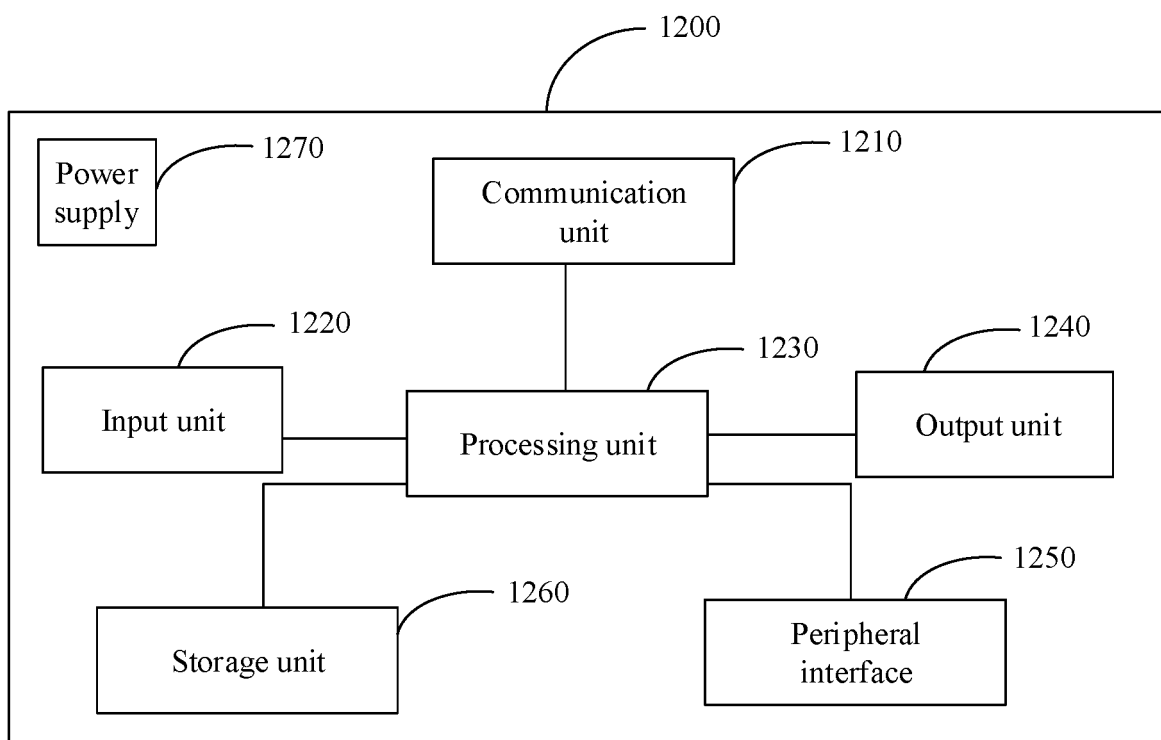 1200
1270
Power
supply
1210
Communication
unit
1220
Input unit
1230
Processing unit
1240
Output unit
1260
Storage unit
1250
Peripheral
interface